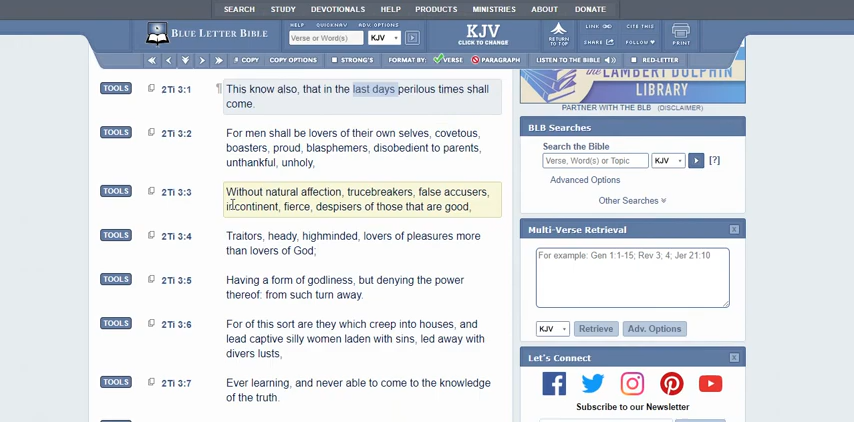 SEARCH STUDY DEVOTIONALS HELP PRODUCTS MINISTRIES ABOUT DONATE
BLUE LETTER BIBLE
HELP QUICKNAV ADV. OPTIONS
Verse or Word(s) KJV
KJV
CLICK TO CHANGE
RETURN
TO TOP
LINK
SHARE
CITE THIS
FOLLOW
PRINT
COPY COPY OPTIONS STRONG'S FORMAT BY: VERSE PARAGRAPH LISTEN TO THE BIBLE RED-LETTER
TOOLS 2Ti 3:1 ¶ This know also, that in the last days perilous times shall
come.
TOOLS 2Ti 3:2 For men shall be lovers of their own selves, covetous,
boasters, proud, blasphemers, disobedient to parents,
unthankful, unholy,
TOOLS 2Ti 3:3 Without natural affection, trucebreakers, false accusers,
incontinent, fierce, despisers of those that are good,
TOOLS 2Ti 3:4 Traitors, heady, highminded, lovers of pleasures more
than lovers of God;
TOOLS 2Ti 3:5 Having a form of godliness, but denying the power
thereof: from such turn away.
TOOLS 2Ti 3:6 For of this sort are they which creep into houses, and
lead captive silly women laden with sins, led away with
divers lusts,
TOOLS 2Ti 3:7 Ever learning, and never able to come to the knowledge
of the truth.
THE LAMBERT DOLPHIN
LIBRARY
PARTNER WITH THE BLB (DISCLAIMER)
BLB Searches
Search the Bible
Verse, Word, or Topic KJV [?]
Advanced Options
Other Searches
Multi-Verse Retrieval x
For example: Gen 1:1-15; Rev 3; 4; Jer 21:10
KJV Retrieve Adv. Options
Let's Connect x
Subscribe to our Newsletter